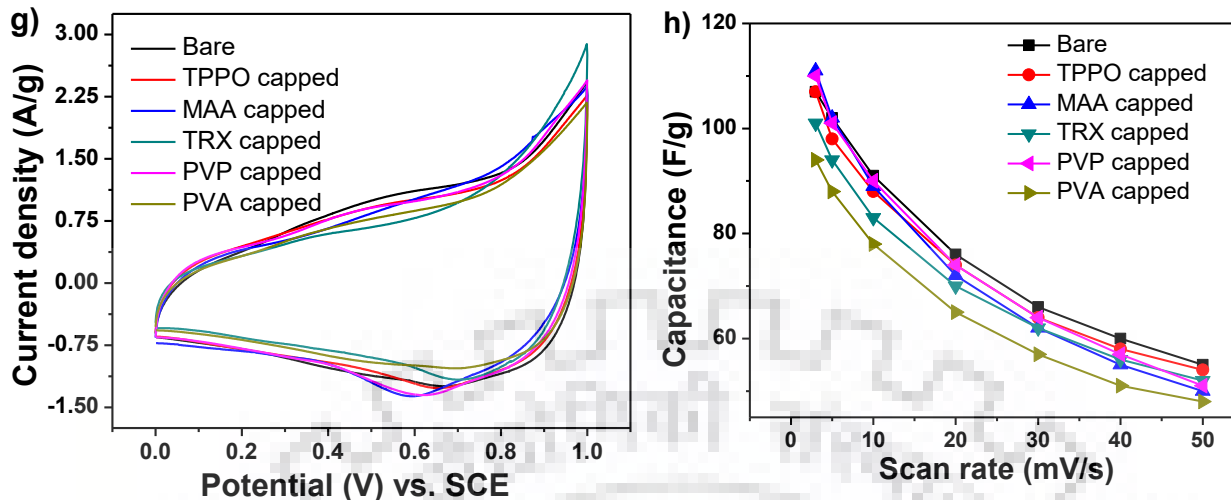 g)
3.00
2.25
1.50
0.75
0.00
-0.75
-1.50
Current density (A/g)
Bare
TPPO capped
MAA capped
TRX capped
PVP capped
PVA capped
0.0 0.2 0.4 0.6 0.8 1.0
Potential (V) vs. SCE
h)
120
100
80
60
Capacitance (F/g)
Bare
TPPO capped
MAA capped
TRX capped
PVP capped
PVA capped
0 10 20 30 40 50
Scan rate (mV/s)